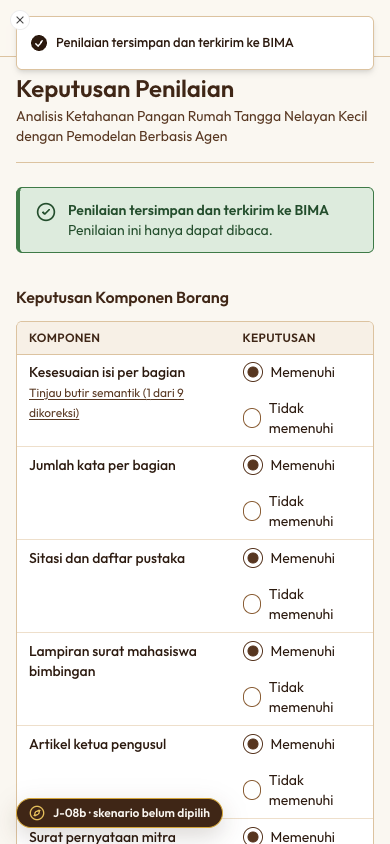 Penilaian tersimpan dan terkirim ke BIMA
Keputusan Penilaian
Analisis Ketahanan Pangan Rumah Tangga Nelayan Kecil
dengan Pemodelan Berbasis Agen
Penilaian tersimpan dan terkirim ke BIMA
Penilaian ini hanya dapat dibaca.
Keputusan Komponen Borang
KOMPONEN
KEPUTUSAN
Kesesuaian isi per bagian
Tinjau butir semantik (1 dari 9
dikoreksi)
Memenuhi
Tidak
memenuhi
Jumlah kata per bagian
Memenuhi
Tidak
memenuhi
Sitasi dan daftar pustaka
Memenuhi
Tidak
memenuhi
Lampiran surat mahasiswa
bimbingan
Memenuhi
Tidak
memenuhi
Artikel ketua pengusul
Memenuhi
Tidak
memenuhi
J-08b · skenario belum dipilih
Surat pernyataan mitra
Memenuhi